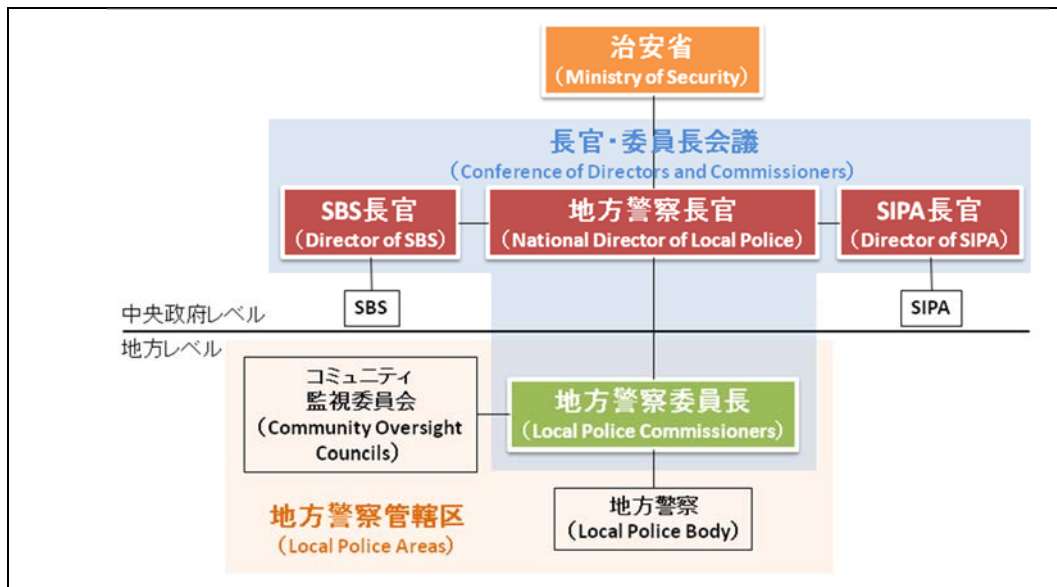 治安省
（Ministry of Security）
長官・委員長会議
（Conference of Directors and Commissioners）
SBS長官
（Director of SBS）
地方警察長官
（National Director of Local Police）
SIPA長官
（Director of SIPA）
SBS
SIPA
中央政府レベル
地方レベル
コミュニティ
監視委員会
（Community Oversight
Councils）
地方警察委員長
（Local Police Commissioners）
地方警察
（Local Police Body）
地方警察管轄区
（Local Police Areas）